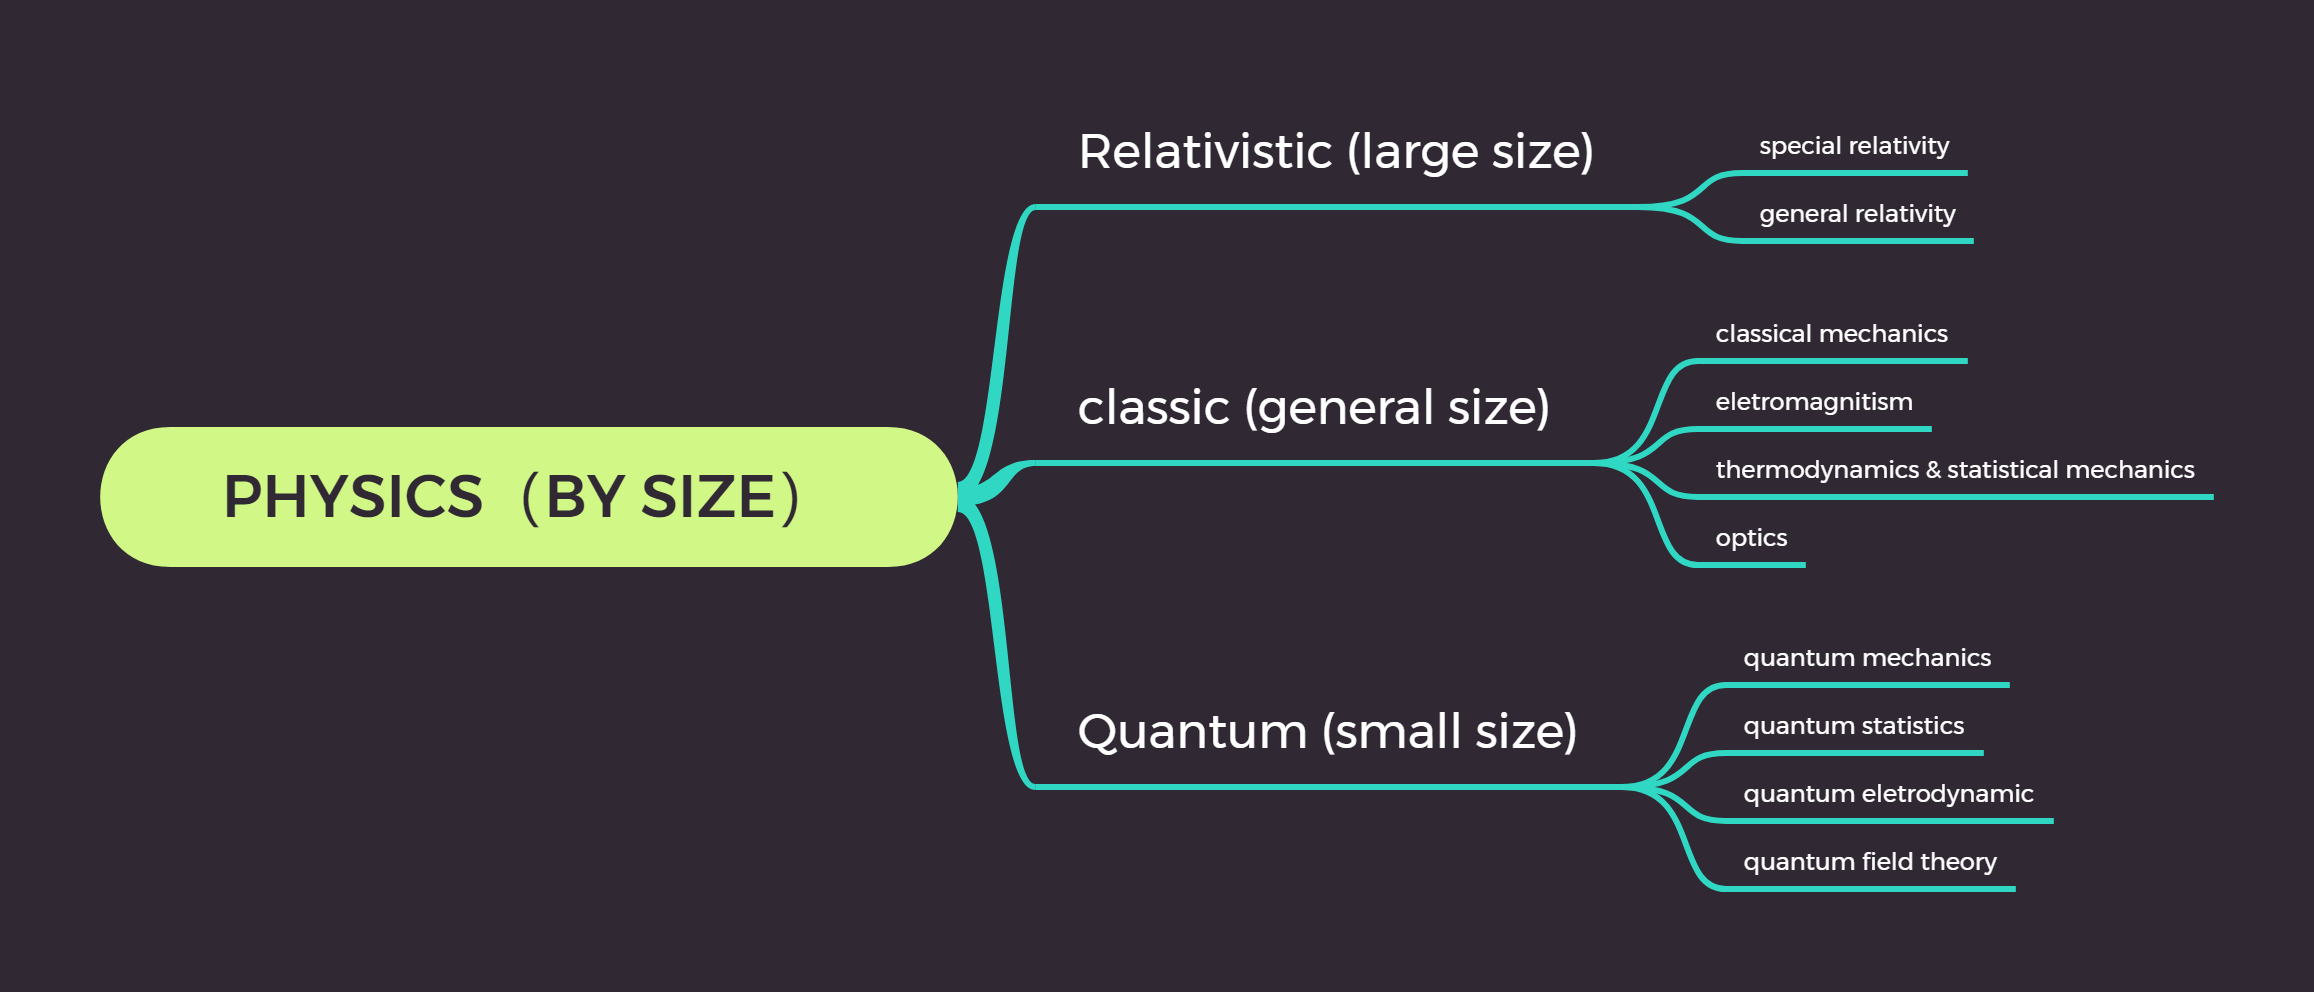 PHYSICS（BY SIZE）
Relativistic (large size)
special relativity
general relativity
classic (general size)
classical mechanics
eletromagnitism
thermodynamics & statistical mechanics
optics
Quantum (small size)
quantum mechanics
quantum statistics
quantum eletrodynamic
quantum field theory